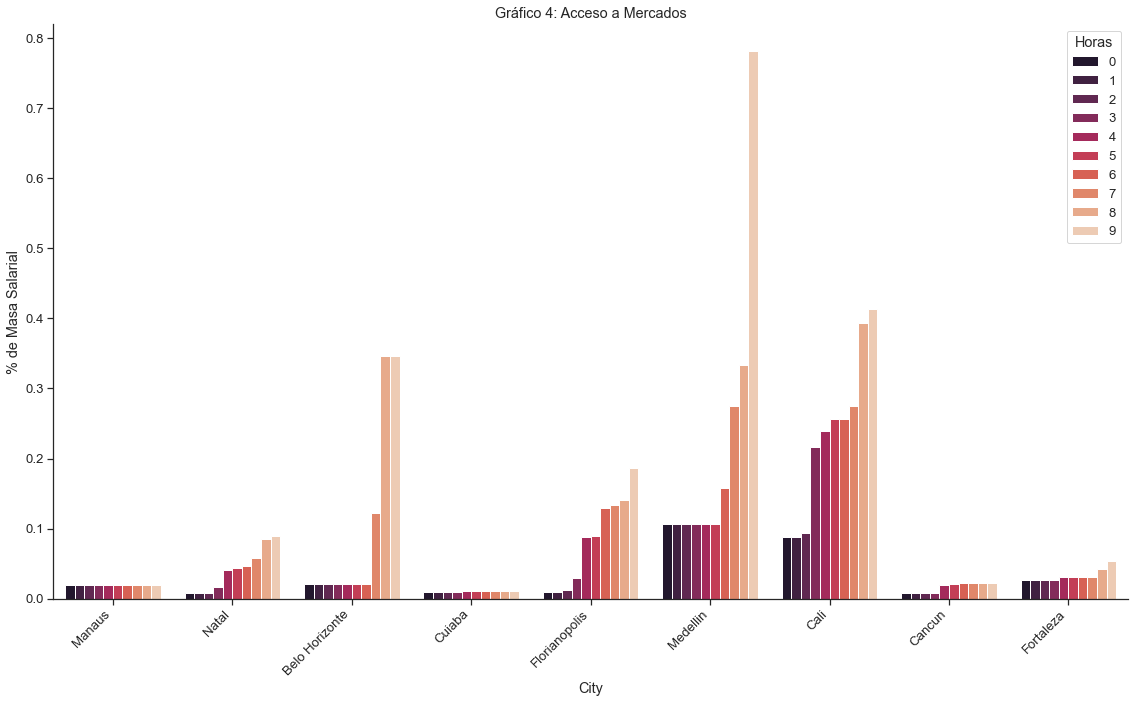 Gráfico 4: Acceso a Mercados
Horas
0
1
2
3
4
5
6
7
8
9
% de Masa Salarial
0.8
0.7
0.6
0.5
0.4
0.3
0.2
0.1
0.0
Manaus
Natal
Belo Horizonte
Cuiaba
Florianopolis
Medellin
Cali
Cancun
Fortaleza
City